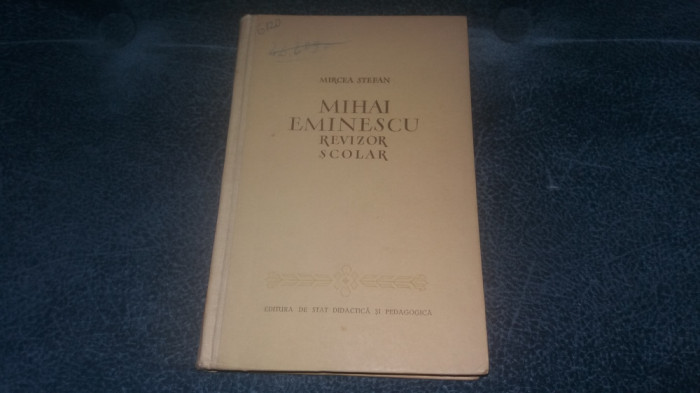 MIRCEA ȘTEFAN
MIHAI
EMINESCU
REVIZOR
ȘCOLAR
EDITURA DE STAT DIDACTICĂ ȘI PEDAGOGICĂ